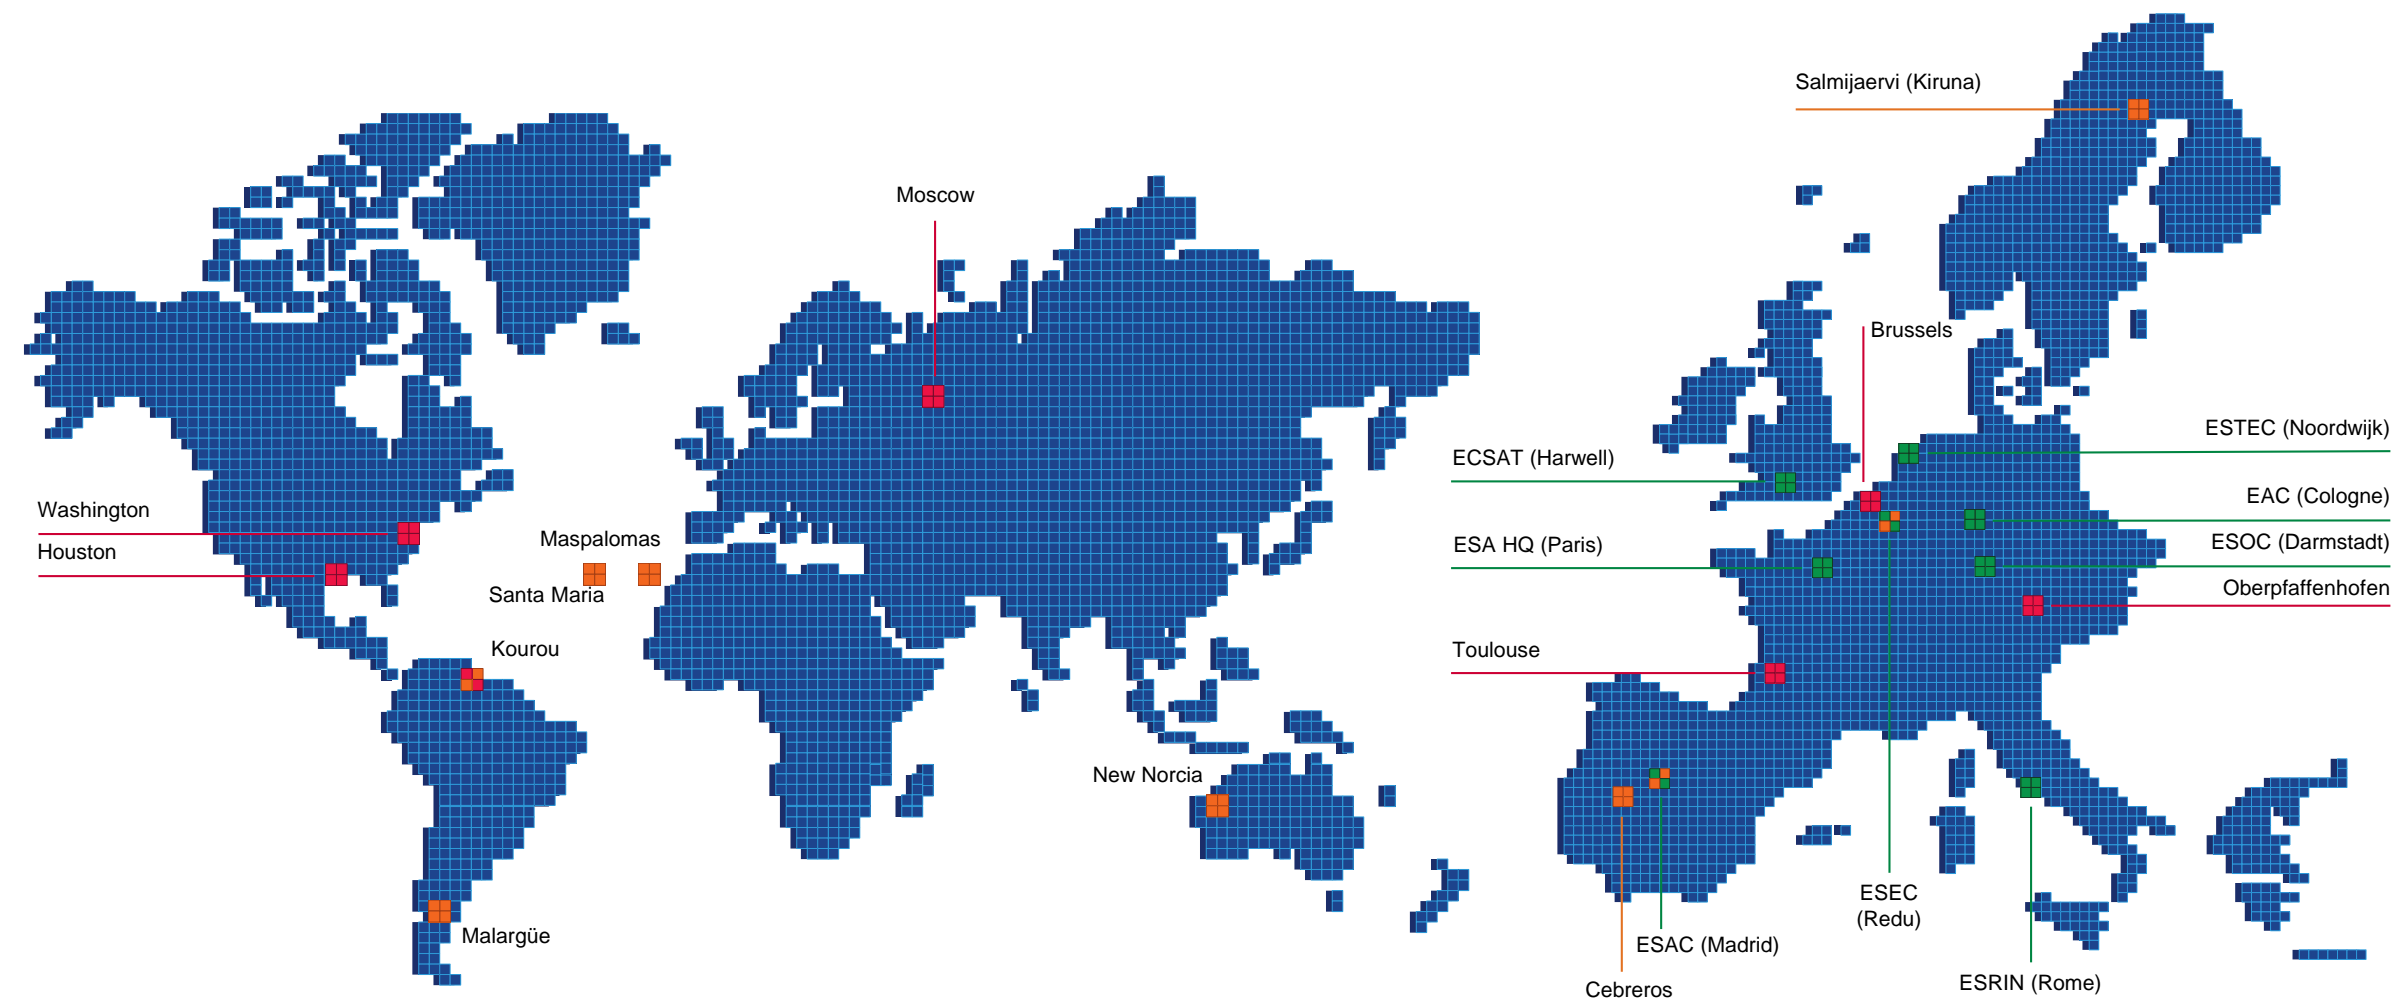 Salmijaervi (Kiruna)
Moscow
Brussels
ESTEC (Noordwijk)
ECSAT (Harwell)
EAC (Cologne)
Washington
Maspalomas
ESA HQ (Paris)
ESOC (Darmstadt)
Houston
Oberpfaffenhofen
Santa Maria
Kourou
Toulouse
New Norcia
ESEC
(Redu)
Malargüe
ESAC (Madrid)
ESRIN (Rome)
Cebreros